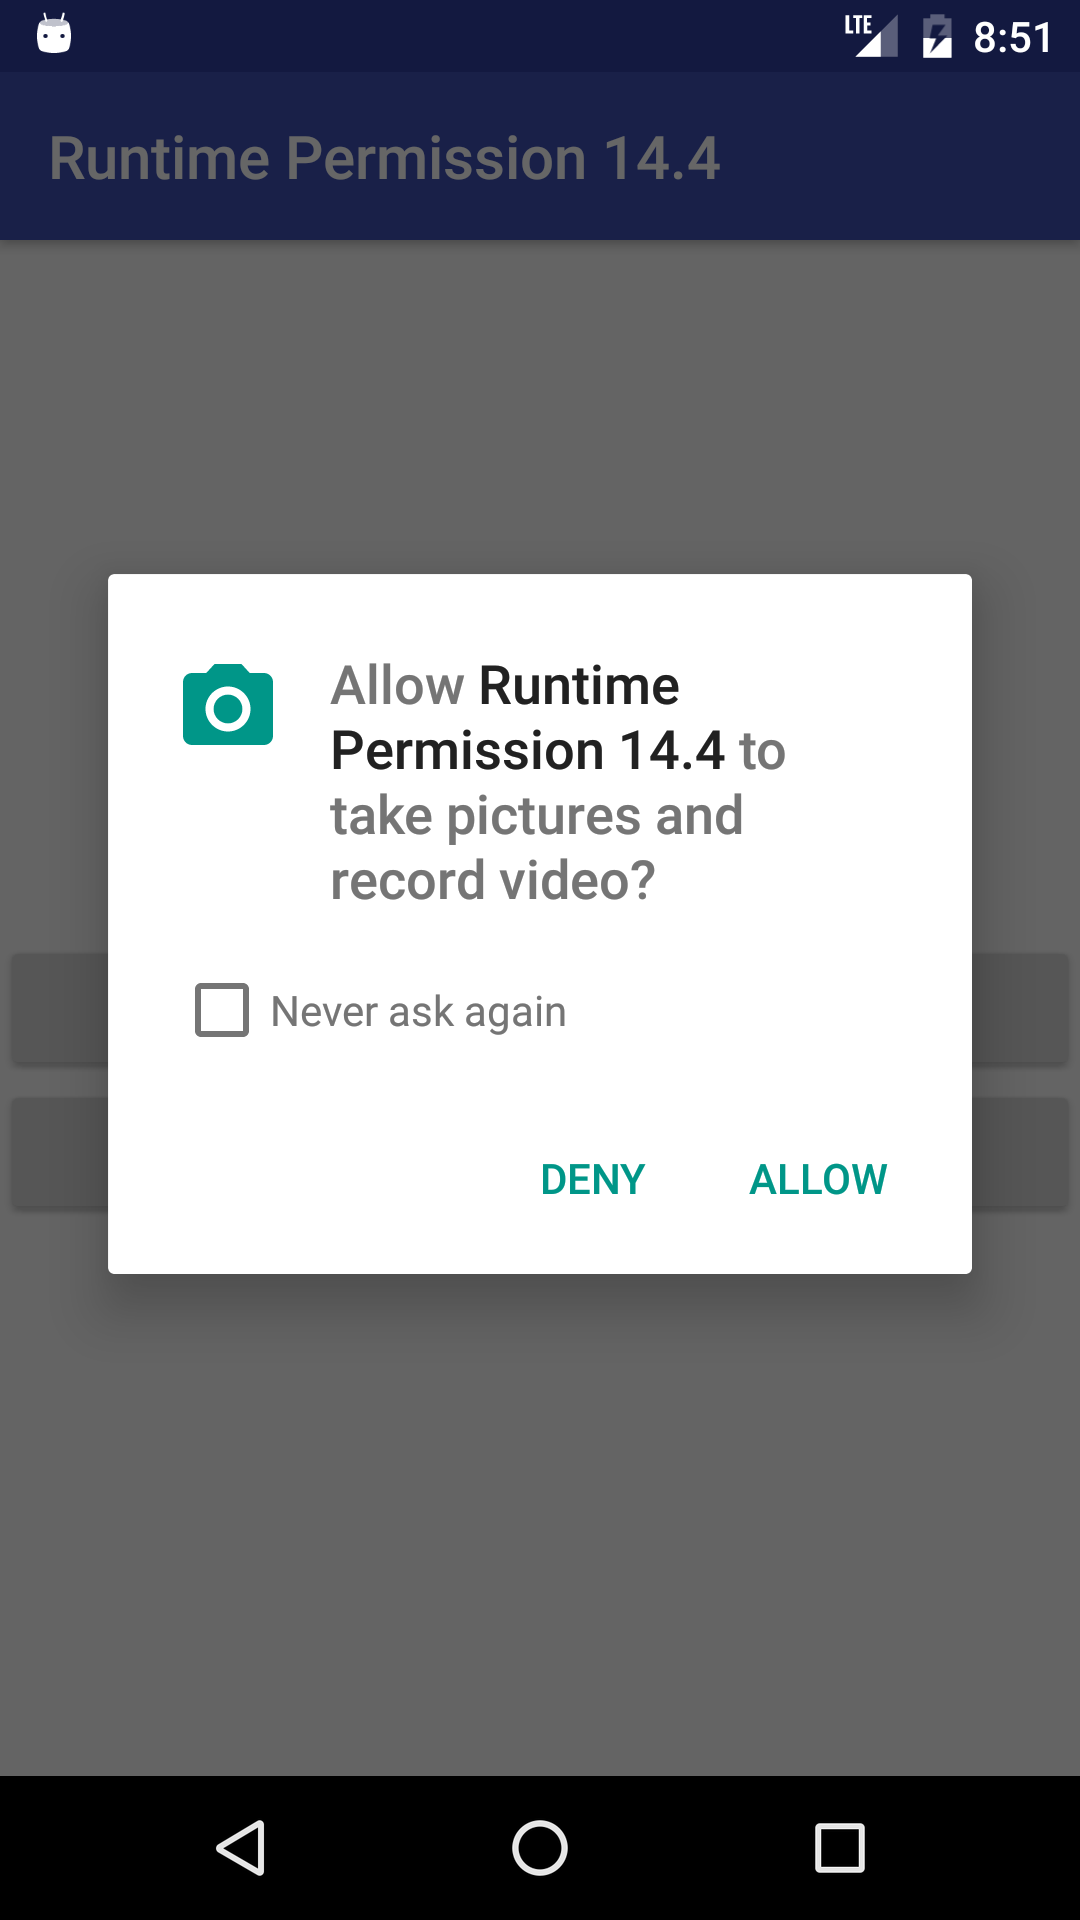 LTE 8:51
Runtime Permission 14.4
Allow Runtime
Permission 14.4 to
take pictures and
record video?
Never ask again
DENY ALLOW